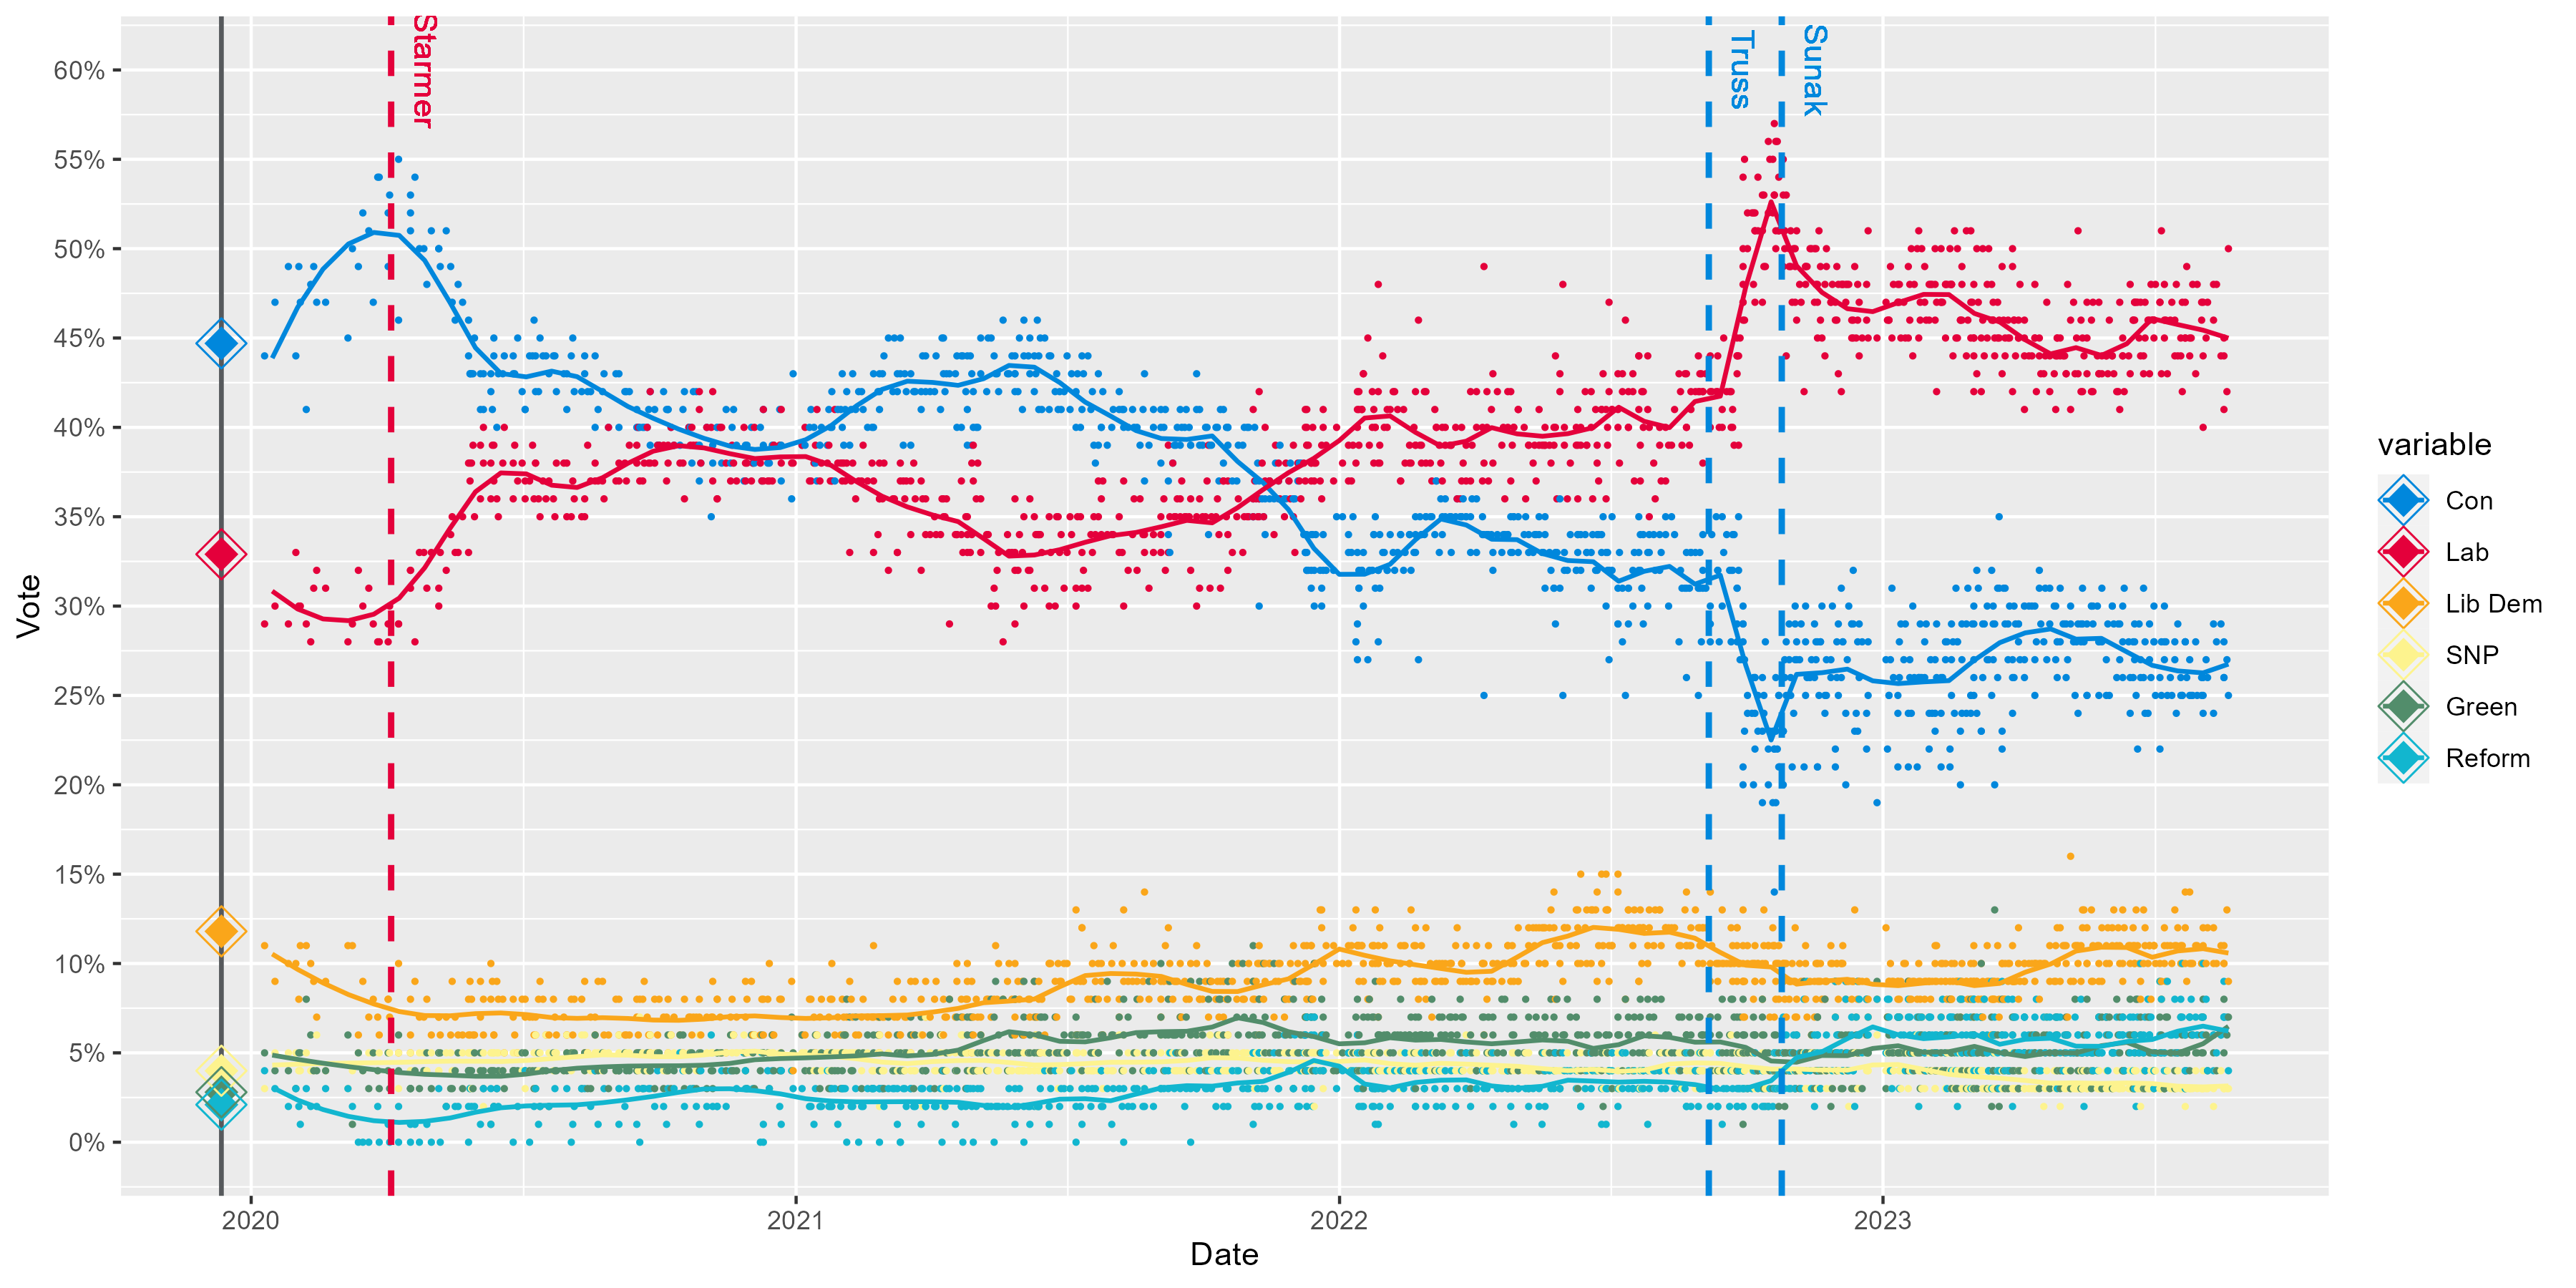 Starmer
Truss
Sunak
60%
55%
50%
45%
40%
35%
30%
25%
20%
15%
10%
5%
0%
Vote
2020
2021
2022
2023
Date
variable
Con
Lab
Lib Dem
SNP
Green
Reform